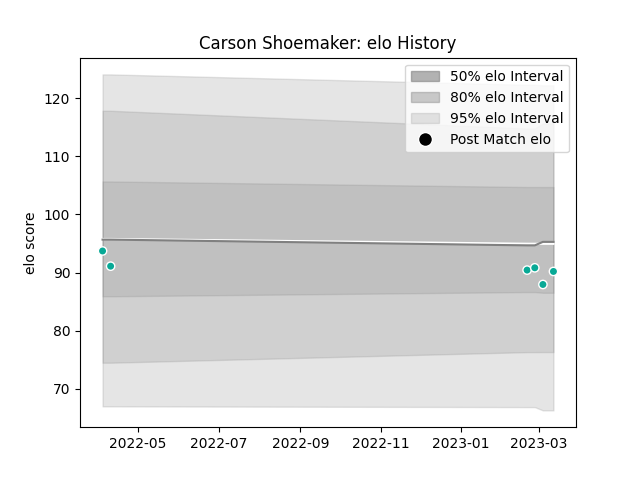 Carson Shoemaker: elo History
50% elo Interval
80% elo Interval
95% elo Interval
Post Match elo
elo score
120
110
100
90
80
70
2022-05 2022-07 2022-09 2022-11 2023-01 2023-03